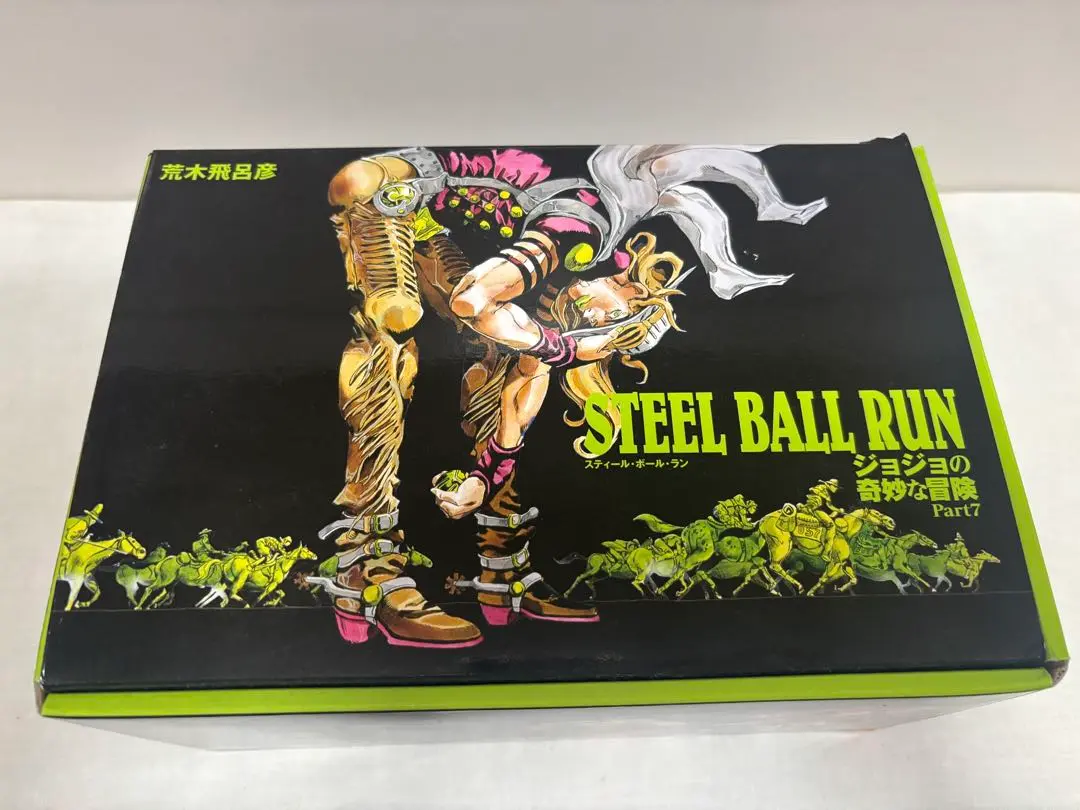 荒木飛呂彦
STEEL BALL RUN
スティール・ボール・ラン
ジョジョの
奇妙な冒険
Part7